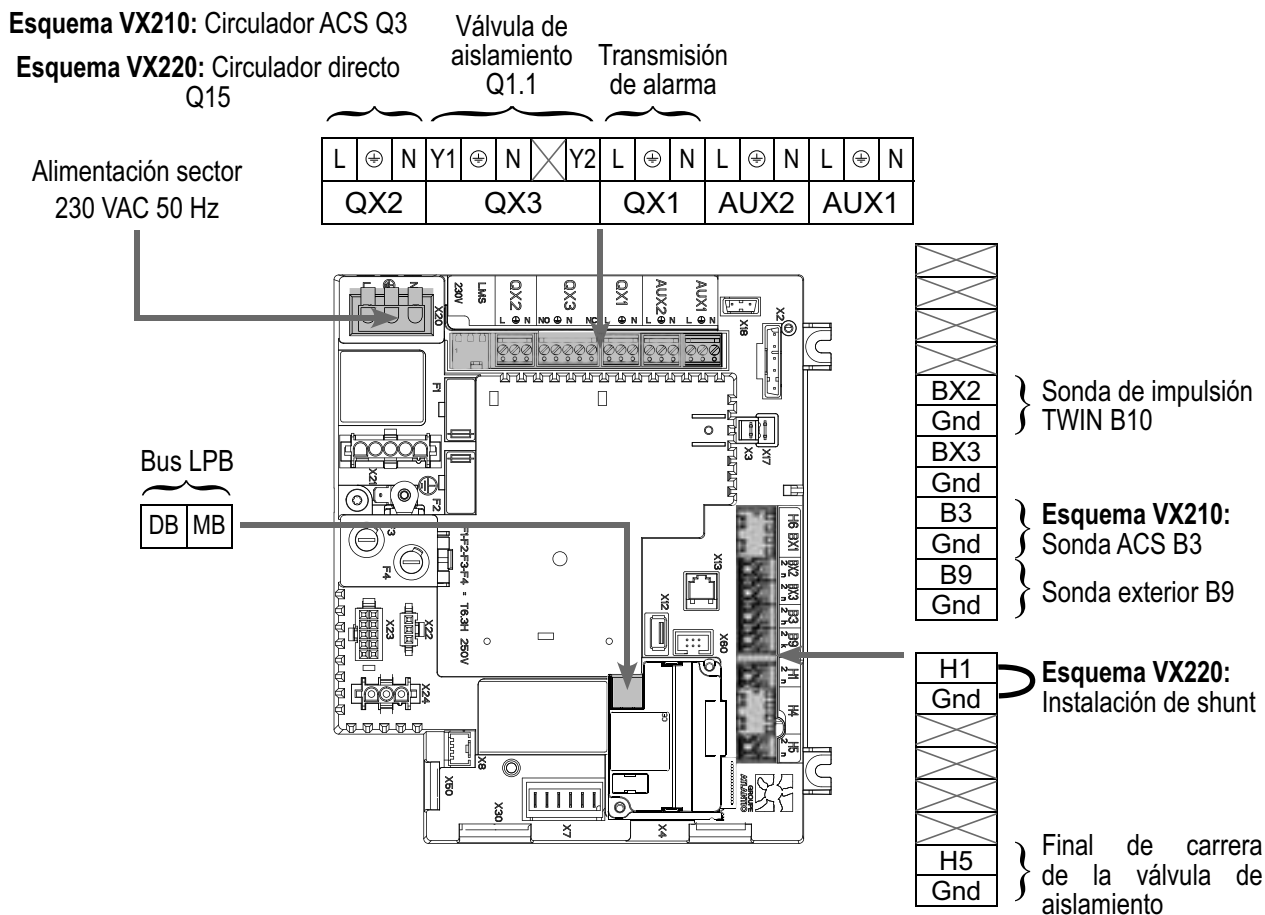 Esquema VX210: Circulador ACS Q3
Esquema VX220: Circulador directo
Q15
Válvula de
aislamiento
Q1.1
Transmisión
de alarma
L ⏚ N Y1 ⏚ N Y2 L ⏚ N L ⏚ N L ⏚ N
QX2 QX3 QX1 AUX2 AUX1
Alimentación sector
230 VAC 50 Hz
L N
X20
230V
LMS
QX2
QX3
QX1
AUX2
AUX1
L ⏚ N NO ⏚ N NC L ⏚ N L ⏚ N L ⏚ N
X18
X2
F1
X3
X17
X21
F2
F4
F1-F2-F3-F4 = T6.3H 250V
X13
X12
X60
X23
X22
X24
X8
X50
X30
X7
X4
GROUPE
ATLANTIC
H6 BX1
BX2
BX3
B3
B9
H1
H4
H5
Bus LPB
DB MB
BX2
Gnd
Sonda de impulsión
TWIN B10
BX3
Gnd
B3
Gnd
Esquema VX210:
Sonda ACS B3
B9
Gnd
Sonda exterior B9
H1
Gnd
Esquema VX220:
Instalación de shunt
H5
Gnd
Final de carrera
de la válvula de
aislamiento